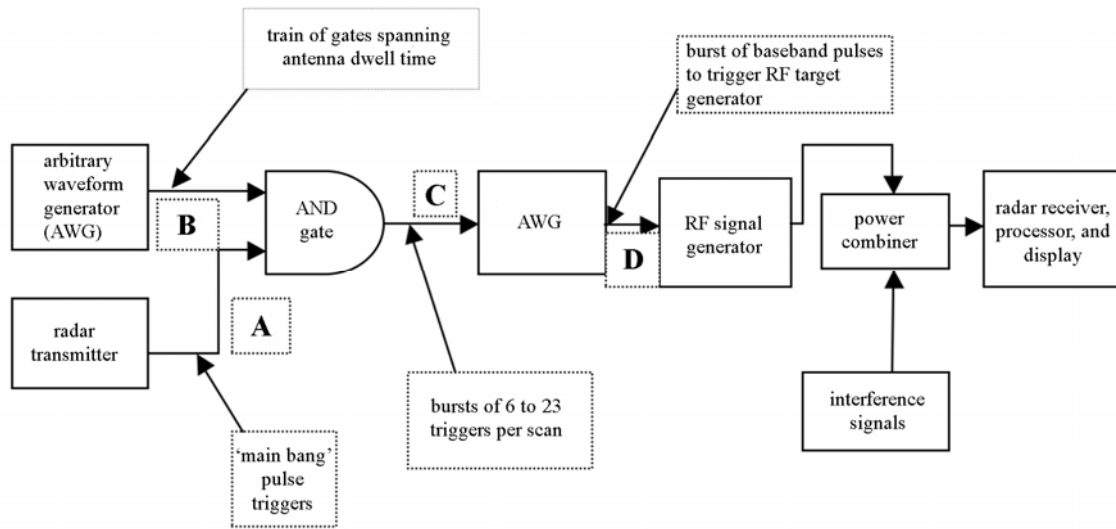 train of gates spanning
antenna dwell time
burst of baseband pulses
to trigger RF target
generator
arbitrary
waveform
generator
(AWG)
B
AND
gate
C
AWG
D
RF signal
generator
power
combiner
radar receiver,
processor, and
display
radar
transmitter
A
'main bang'
pulse
triggers
bursts of 6 to 23
triggers per scan
interference
signals